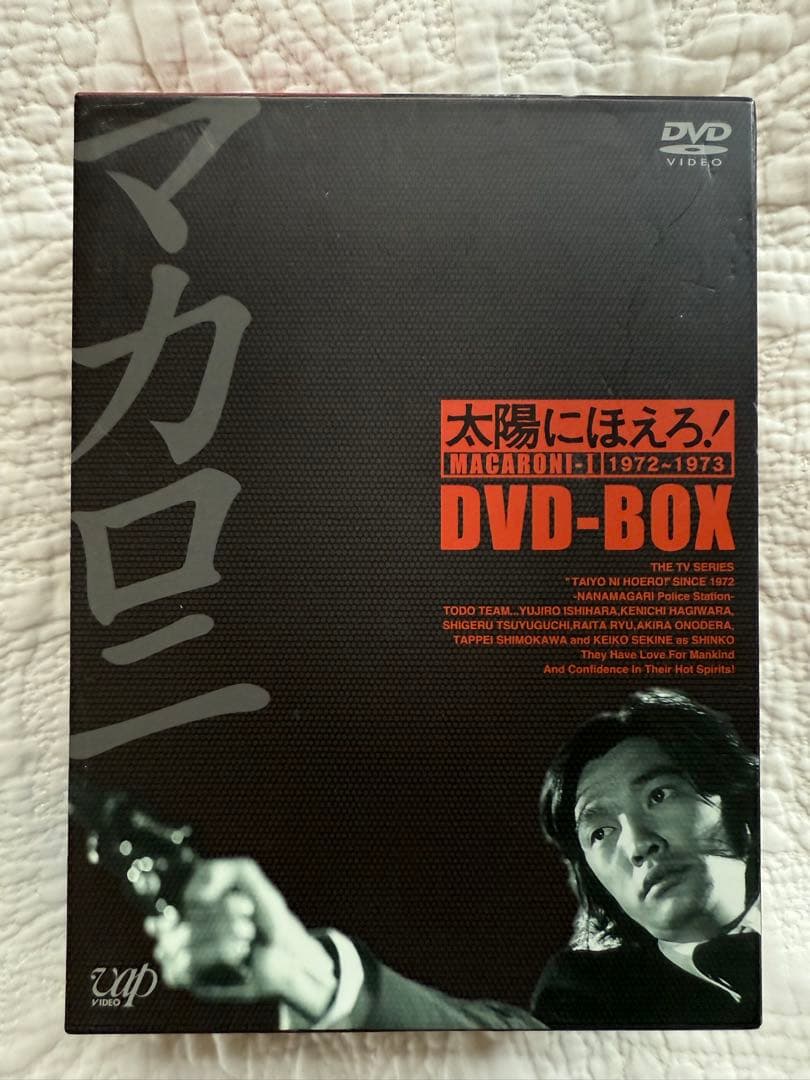 マカロニ
DVD
VIDEO
太陽にほえろ!
MACARONI-I 1972~1973
DVD-BOX
THE TV SERIES
"TAIYO NI HOERO!" SINCE 1972
-NANAMAGARI Police Station-
TODO TEAM...YUJIRO ISHIHARA,KENICHI HAGIWARA,
SHIGERU TSUYUGUCHI,RAITA RYU,AKIRA ONODERA,
TAPPEI SHIMOKAWA and KEIKO SEKINE as SHINKO
They Have Love For Mankind
And Confidence In Their Hot Spirits!
vap
VIDEO